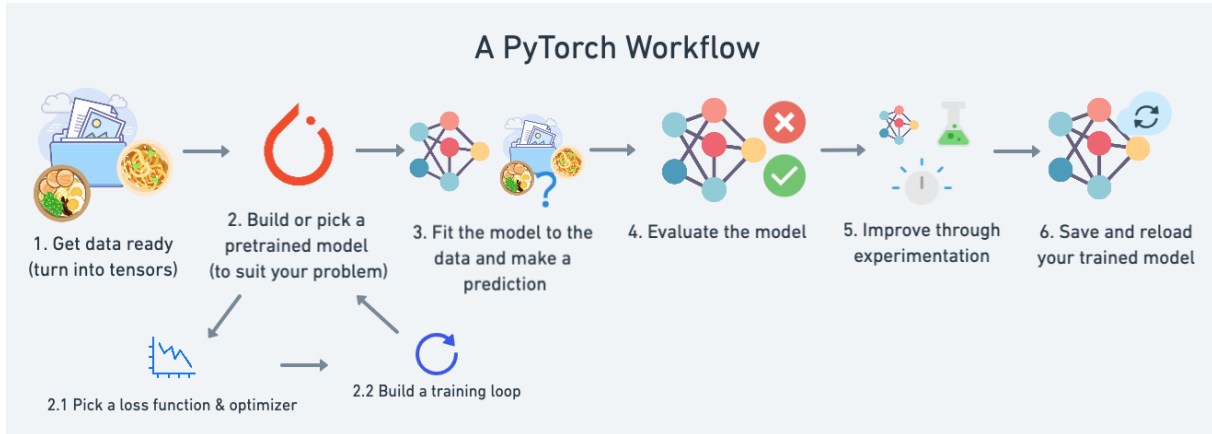 A PyTorch Workflow
1. Get data ready
(turn into tensors)
2. Build or pick a
pretrained model
(to suit your problem)
3. Fit the model to the
data and make a
prediction
4. Evaluate the model
5. Improve through
experimentation
6. Save and reload
your trained model
2.1 Pick a loss function & optimizer
2.2 Build a training loop